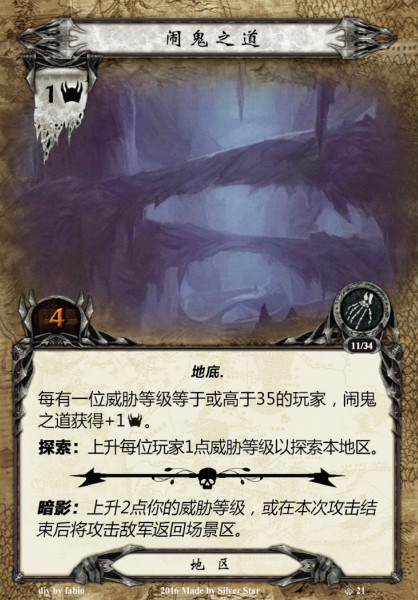 闹鬼之道
1
4
11/34
地底.
每有一位威胁等级等于或高于35的玩家，闹鬼
之道获得+1。
探索：上升每位玩家1点威胁等级以探索本地区。
暗影：上升2点你的威胁等级，或在本次攻击结
束后将攻击敌军返回场景区。
地 区
diy by fabio 2016 Made by Silver Star 21